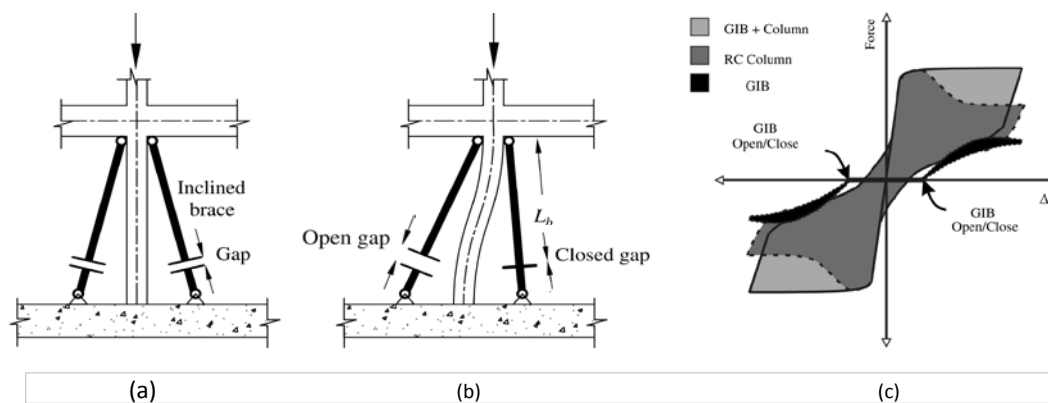 Inclined
brace
Gap
Open gap
L_b
Closed gap
GIB + Column
RC Column
GIB
Force
GIB
Open/Close
GIB
Open/Close
Δ
(a)
(b)
(c)